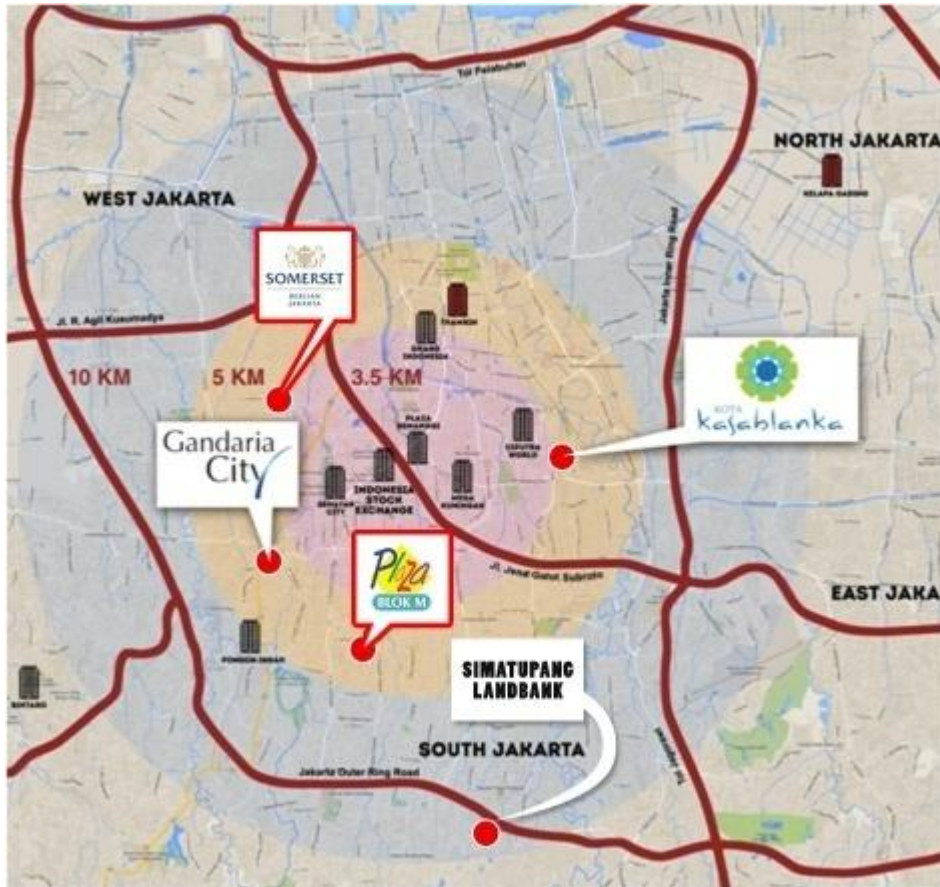 Tol Pelabuhan
NORTH JAKARTA
KELAPA GADING
WEST JAKARTA
SOMERSET
BERLIAN
JAKARTA
THAMRIN
Jakarta Inner Ring Road
Jl. R. Agil Kusumadya
GRAND
INDONESIA
10 KM
5 KM
3.5 KM
KOTA
kasablanka
PLAZA
SENAYAN
CIPUTRA
WORLD
Gandaria
City
SENAYAN
CITY
INDONESIA
STOCK
EXCHANGE
MEGA
KUNINGAN
Plaza
BLOK M
Jl. Jend Gatot Subroto
EAST JAKA
PONDOK INDAH
SIMATUPANG
LANDBANK
BINTARO
SOUTH JAKARTA
Tol Jagorawi
Jakarta Outer Ring Road